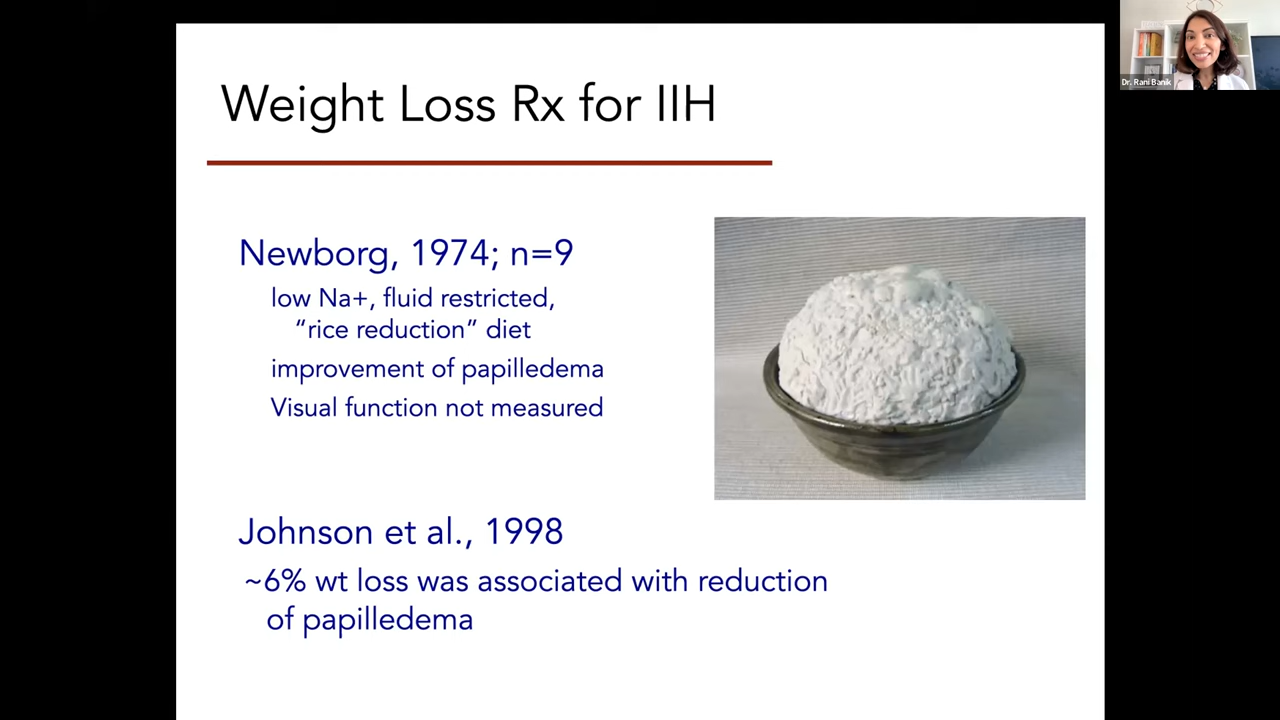 Weight Loss Rx for IIH
Newborg, 1974; n=9
low Na+, fluid restricted,
“rice reduction” diet
improvement of papilledema
Visual function not measured
Johnson et al., 1998
~6% wt loss was associated with reduction
of papilledema
Dr. Rani Banik